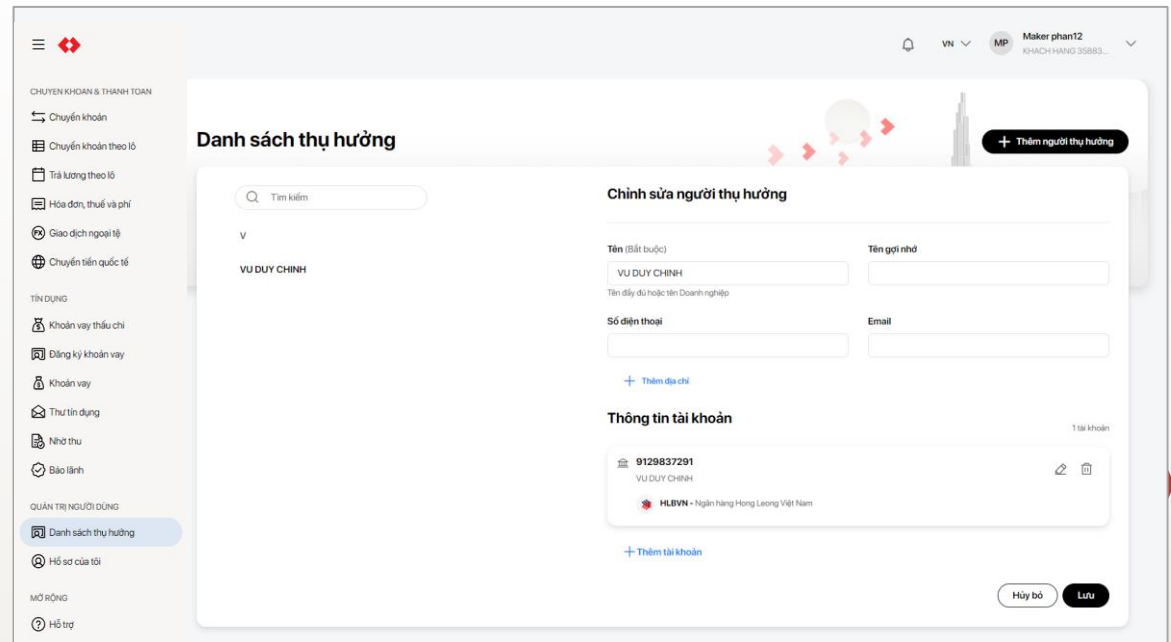 VN
MP
Maker phan12
KHACH HANG 35883...
CHUYỂN KHOẢN & THANH TOÁN
Chuyển khoản
Chuyển khoản theo lô
Trả lương theo lô
Hóa đơn, thuế và phí
FX Giao dịch ngoại tệ
Chuyển tiền quốc tế
TÍN DỤNG
Khoản vay thấu chi
Đăng ký khoản vay
Khoản vay
Thư tín dụng
Nhờ thu
Bảo lãnh
QUẢN TRỊ NGƯỜI DÙNG
Danh sách thụ hưởng
Hồ sơ của tôi
MỞ RỘNG
Hỗ trợ
Danh sách thụ hưởng
Thêm người thụ hưởng
Tìm kiếm
V
VU DUY CHINH
Chỉnh sửa người thụ hưởng
Tên (Bắt buộc)
VU DUY CHINH
Tên đầy đủ hoặc tên Doanh nghiệp
Tên gợi nhớ
Số điện thoại
Email
Thêm địa chỉ
Thông tin tài khoản
1 tài khoản
9129837291
VU DUY CHINH
HLBVN - Ngân hàng Hong Leong Việt Nam
Thêm tài khoản
Hủy bỏ
Lưu